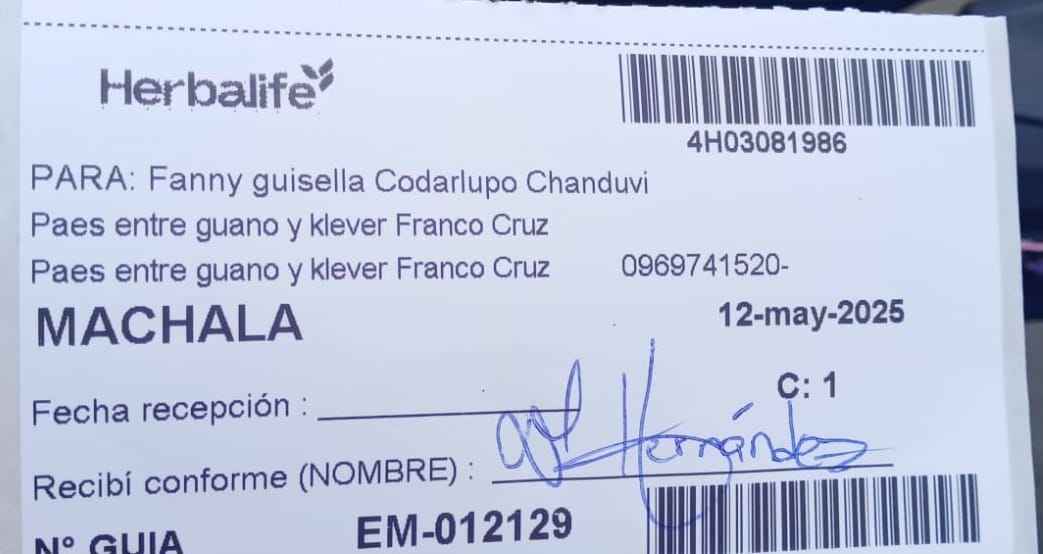 Herbalife
4H03081986
PARA: Fanny guisella Codarlupo Chanduvi
Paes entre guano y klever Franco Cruz
Paes entre guano y klever Franco Cruz 0969741520-
MACHALA 12-may-2025
C: 1
Fecha recepción :
Recibí conforme (NOMBRE) : Hernández
N° GUIA EM-012129